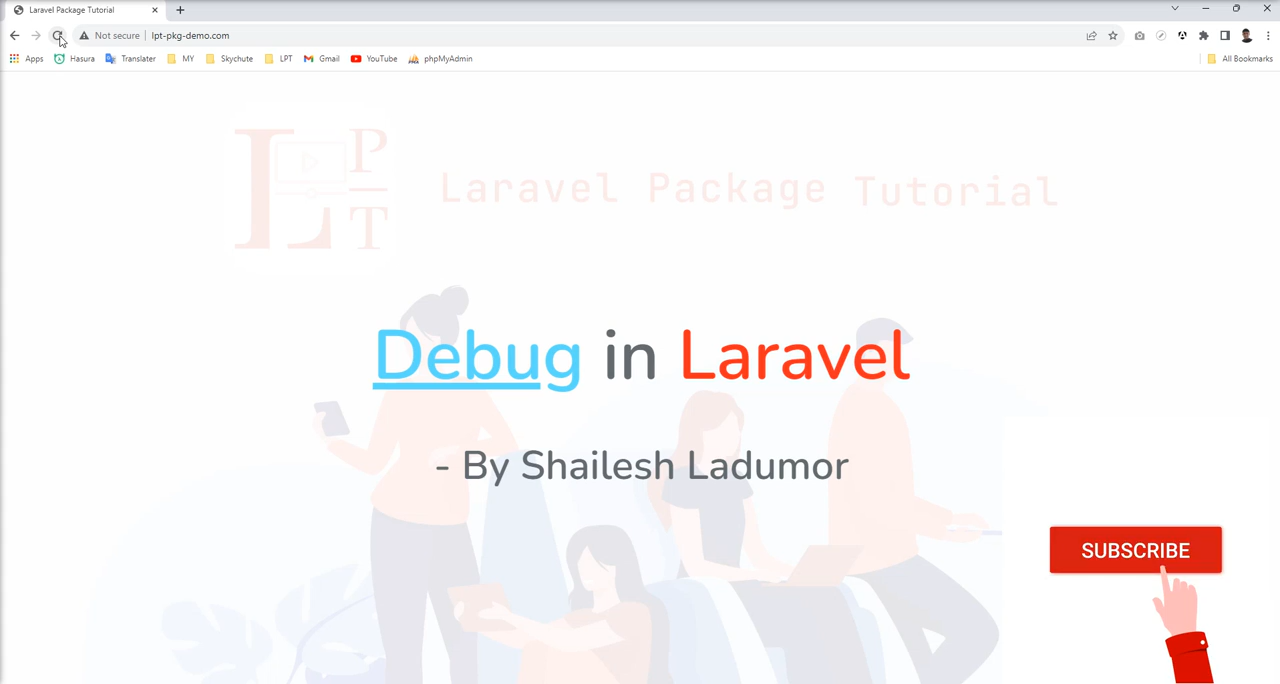 Laravel Package Tutorial
Not secure
lpt-pkg-demo.com
Apps
Hasura
Translater
MY
Skychute
LPT
Gmail
YouTube
phpMyAdmin
All Bookmarks
L P T
Laravel Package Tutorial
Debug in Laravel
- By Shailesh Ladumor
SUBSCRIBE